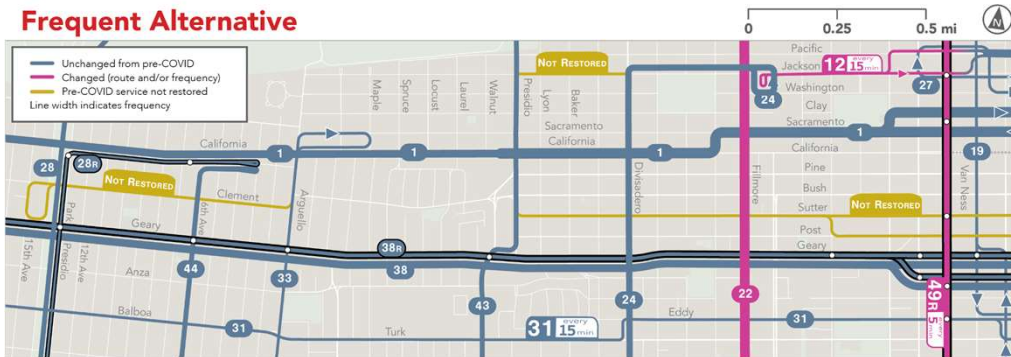 Frequent Alternative
0 0.25 0.5 mi
Unchanged from pre-COVID
Changed (route and/or frequency)
Pre-COVID service not restored
Line width indicates frequency
NOT RESTORED
Pacific
Jackson
12 every 15 min
Washington
24
27
Clay
Sacramento
California
Maple
Spruce
Locust
Laurel
Walnut
Presidio
Lyon
Baker
Sacramento
California
California
1
1
1
1
28
28R
19
NOT RESTORED
Clement
6th Ave
Arguello
Divisadero
Fillmore
Pine
Bush
Sutter
Post
Geary
NOT RESTORED
Van Ness
Park Presidio
12th Ave
15th Ave
Geary
38R
38
Anza
44
33
43
24
22
49R every 5 min
Balboa
31
Turk
31 every 15 min
Eddy
31